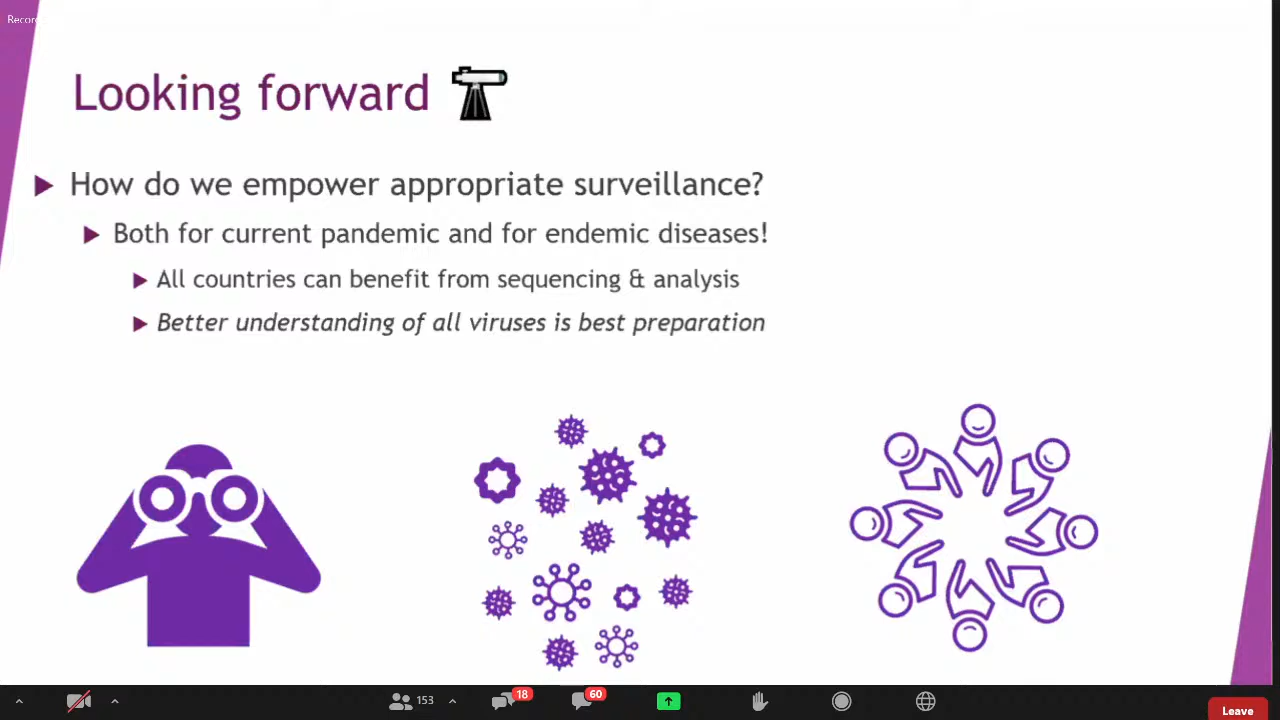 Looking forward
How do we empower appropriate surveillance?
Both for current pandemic and for endemic diseases!
All countries can benefit from sequencing & analysis
Better understanding of all viruses is best preparation
153
18
60
Leave